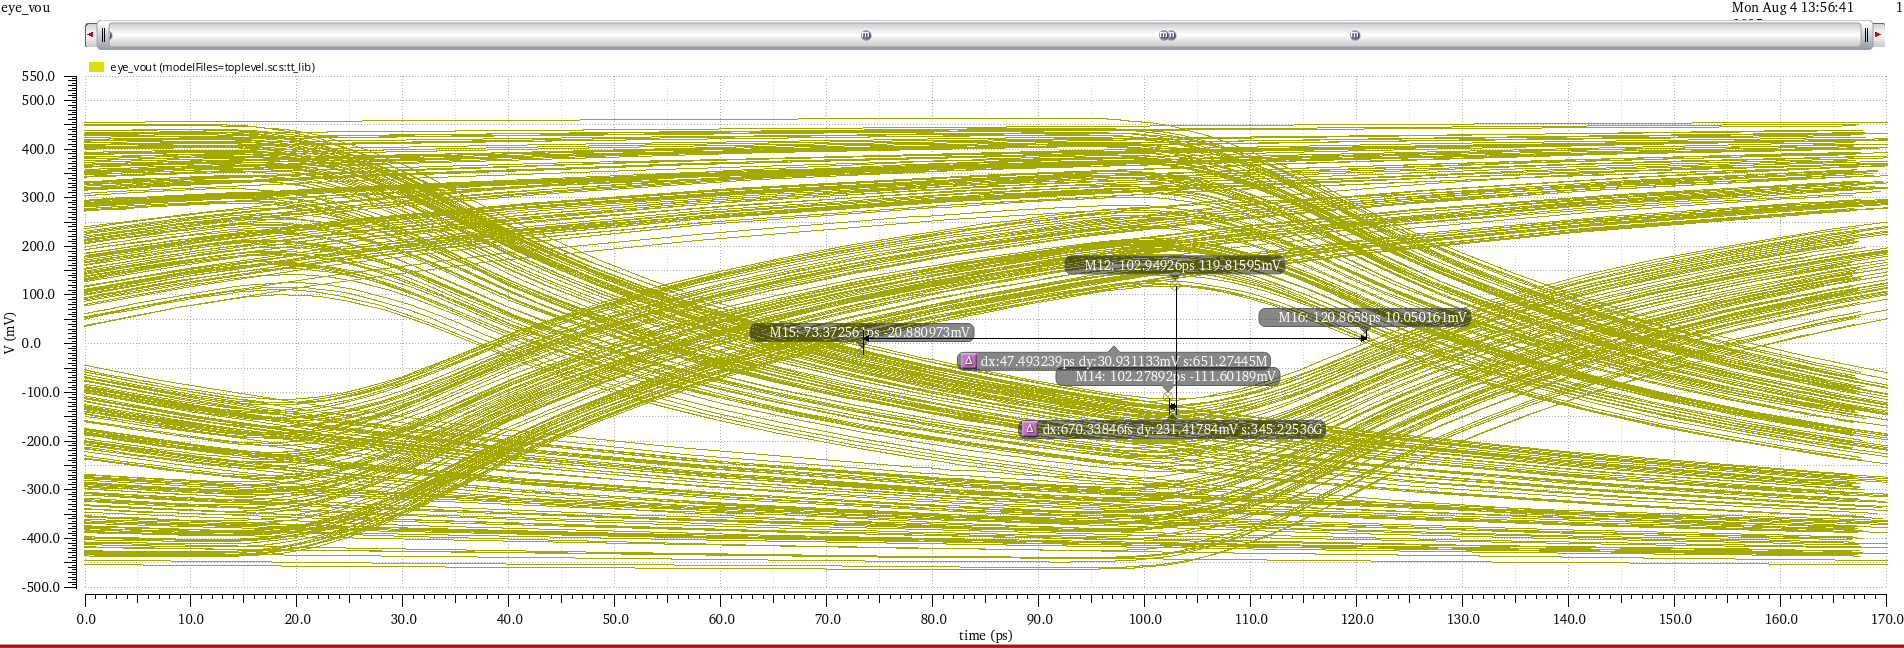 eye_vou
Mon Aug 4 13:56:41 1
m m m m
eye_vout (modelFiles=toplevel.scs:tt_lib)
550.0
500.0
400.0
300.0
200.0
100.0
0.0
-100.0
-200.0
-300.0
-400.0
-500.0
V (mV)
M12: 102.94926ps 119.81595mV
M16: 120.8658ps 10.050161mV
M15: 73.37256 ps -20.880973mV
Δ dx:47.493239ps dy:30.931133mV s:651.27445M
M14: 102.27892ps -111.60189mV
Δ dx:670.33846fs dy:231.41784mV s:345.22536G
0.0 10.0 20.0 30.0 40.0 50.0 60.0 70.0 80.0 90.0 100.0 110.0 120.0 130.0 140.0 150.0 160.0 170.0
time (ps)